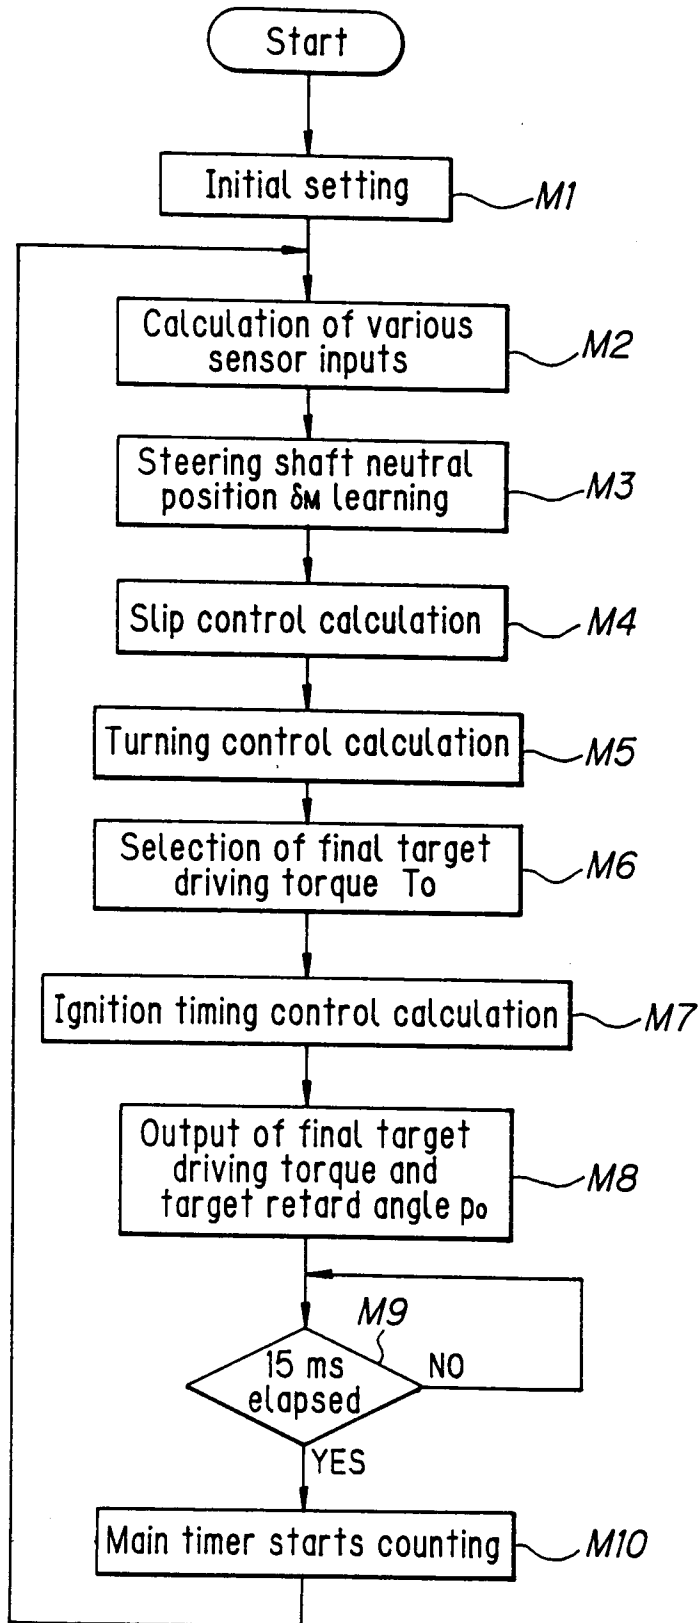 Start
Initial setting
M1
Calculation of various
sensor inputs
M2
Steering shaft neutral
position δM learning
M3
Slip control calculation
M4
Turning control calculation
M5
Selection of final target
driving torque To
M6
Ignition timing control calculation
M7
Output of final target
driving torque and
target retard angle po
M8
M9
15 ms
elapsed
NO
YES
Main timer starts counting
M10